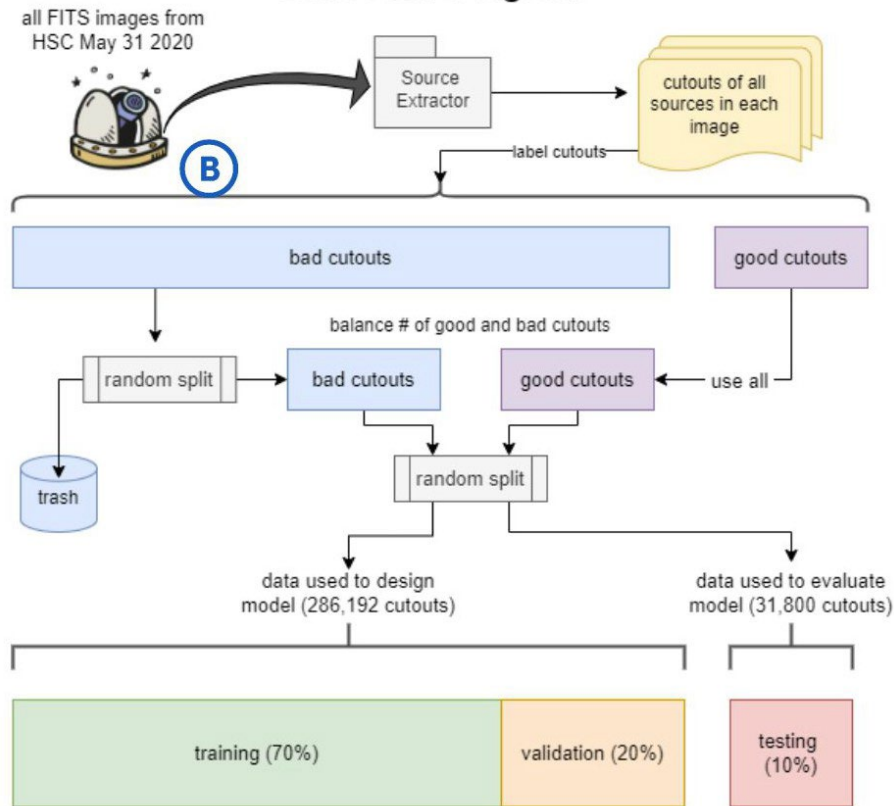 all FITS images from
HSC May 31 2020
Source
Extractor
cutouts of all
sources in each
image
B
label cutouts
bad cutouts
good cutouts
balance # of good and bad cutouts
random split
bad cutouts
good cutouts
use all
trash
random split
data used to design
model (286,192 cutouts)
data used to evaluate
model (31,800 cutouts)
training (70%)
validation (20%)
testing
(10%)